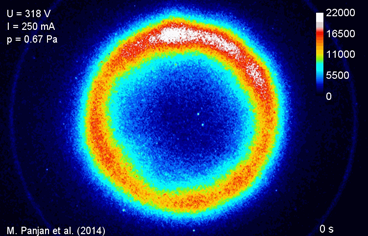 U = 318 V
I = 250 mA
p = 0.67 Pa
22000
16500
11000
5500
0
M. Panjan et al. (2014)
0 s